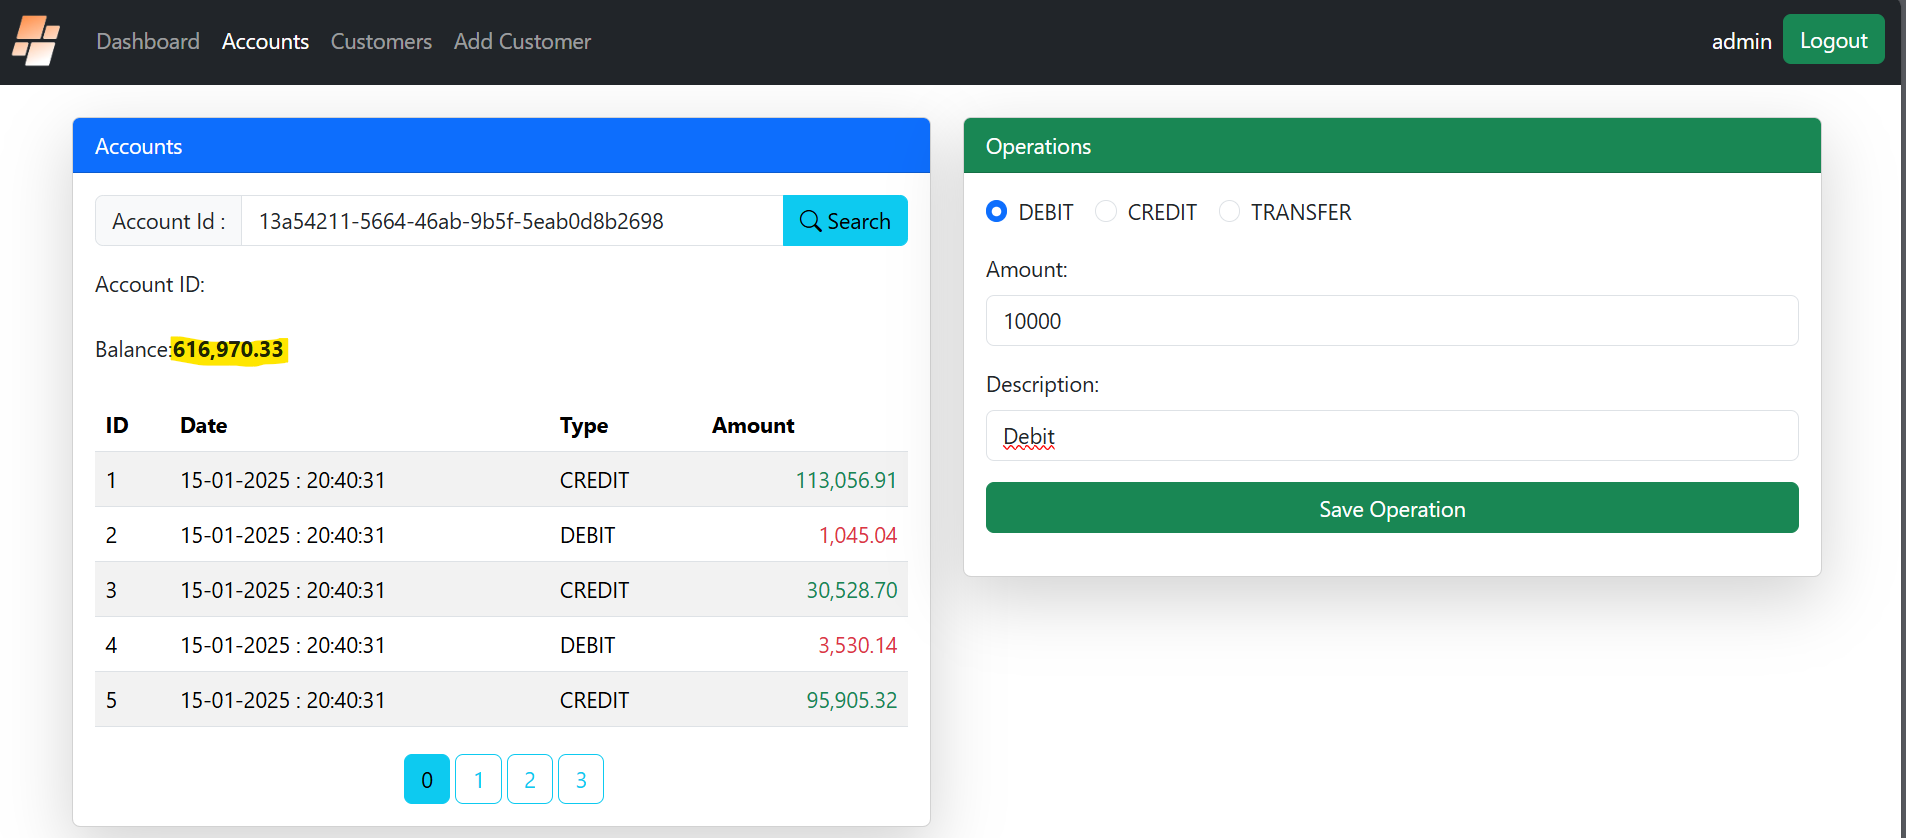 Dashboard Accounts Customers Add Customer admin Logout
Accounts
Account Id : 13a54211-5664-46ab-9b5f-5eab0d8b2698 Search
Account ID:
Balance:616,970.33
ID Date Type Amount
1 15-01-2025 : 20:40:31 CREDIT 113,056.91
2 15-01-2025 : 20:40:31 DEBIT 1,045.04
3 15-01-2025 : 20:40:31 CREDIT 30,528.70
4 15-01-2025 : 20:40:31 DEBIT 3,530.14
5 15-01-2025 : 20:40:31 CREDIT 95,905.32
0 1 2 3
Operations
DEBIT CREDIT TRANSFER
Amount:
10000
Description:
Debit
Save Operation